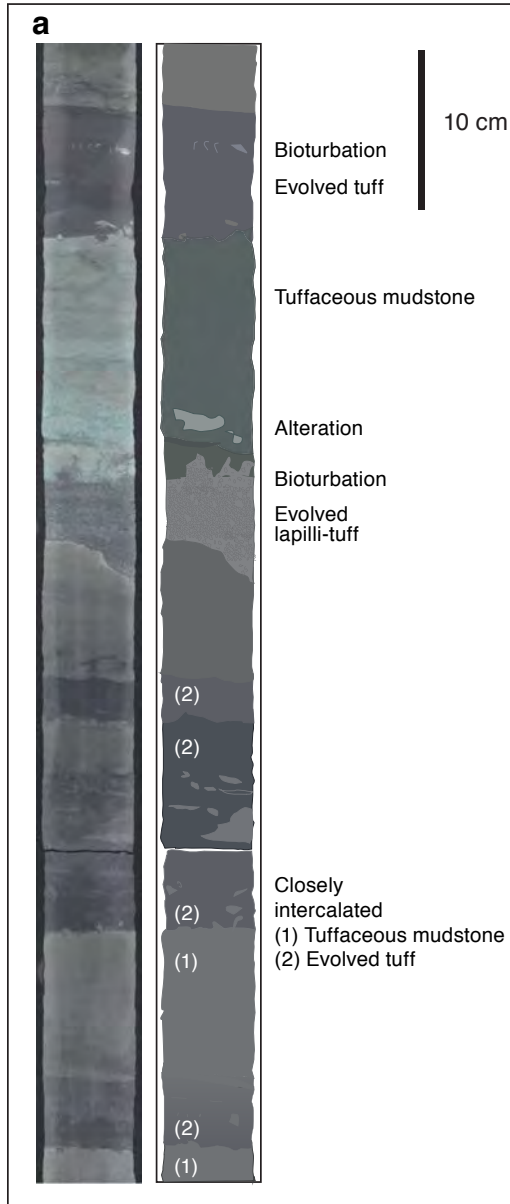 a
10 cm
Bioturbation
Evolved tuff
Tuffaceous mudstone
Alteration
Bioturbation
Evolved
lapilli-tuff
(2)
(2)
Closely
intercalated
(1) Tuffaceous mudstone
(2) Evolved tuff
(2)
(1)
(2)
(1)